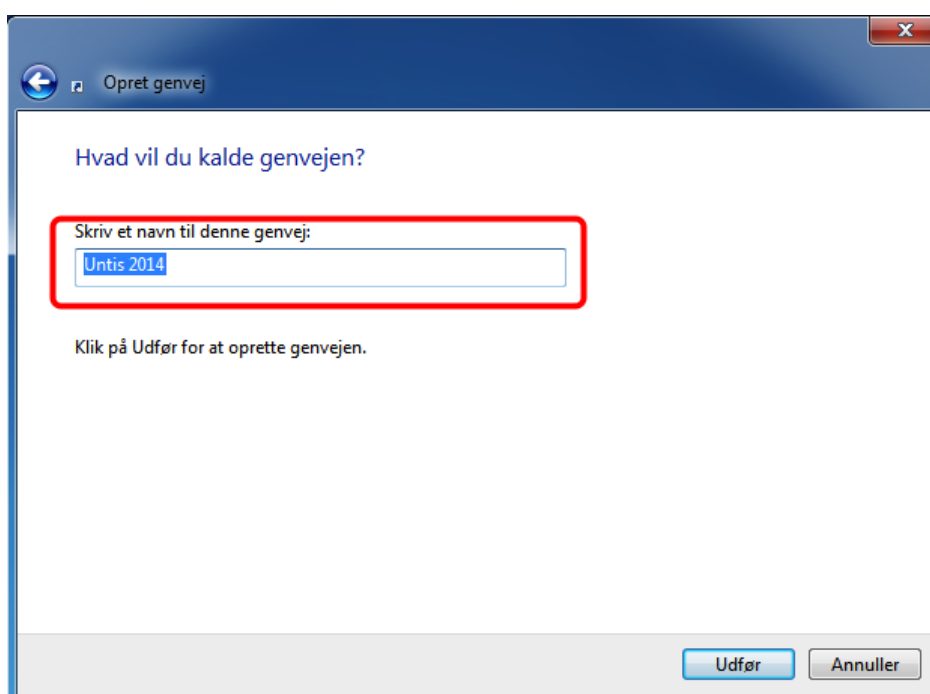 Opret genvej
Hvad vil du kalde genvejen?
Skriv et navn til denne genvej:
Untis 2014
Klik på Udfør for at oprette genvejen.
Udfør
Annuller